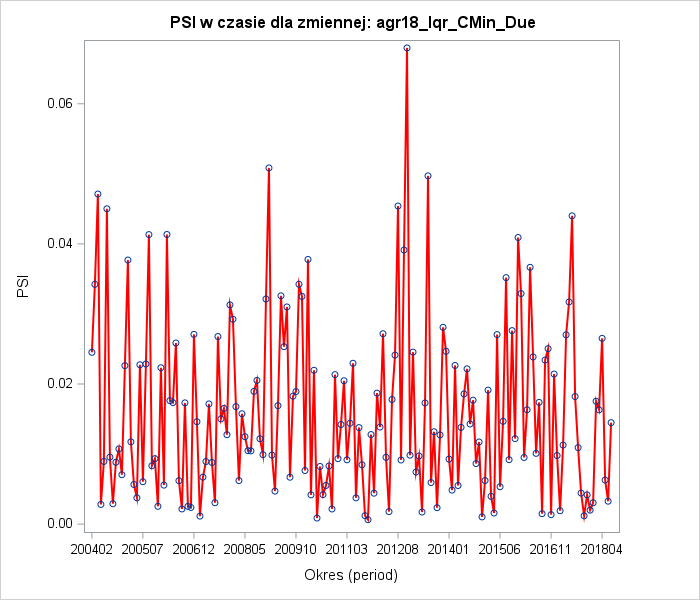 PSI w czasie dla zmiennej: agr18_Iqr_CMin_Due
0.06
0.04
PSI
0.02
0.00
200402 200507 200612 200805 200910 201103 201208 201401 201506 201611 201804
Okres (period)